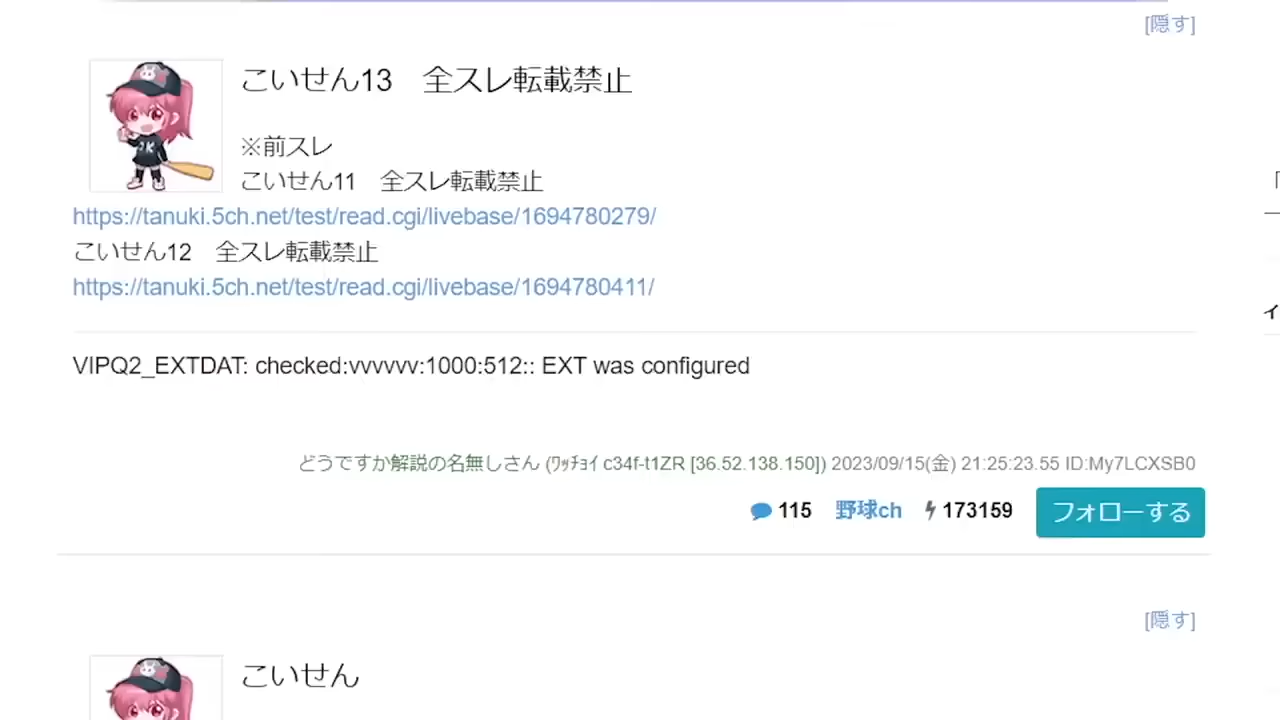 [隠す]
こいせん13　全スレ転載禁止
※前スレ
こいせん11　全スレ転載禁止
https://tanuki.5ch.net/test/read.cgi/livebase/1694780279/
こいせん12　全スレ転載禁止
https://tanuki.5ch.net/test/read.cgi/livebase/1694780411/
VIPQ2_EXTDAT: checked:vvvvvv:1000:512:: EXT was configured
どうですか解説の名無しさん (ﾜｯﾁｮｲ c34f-t1ZR [36.52.138.150]) 2023/09/15(金) 21:25:23.55 ID:My7LCXSB0
115 野球ch 173159 フォローする
[隠す]
こいせん